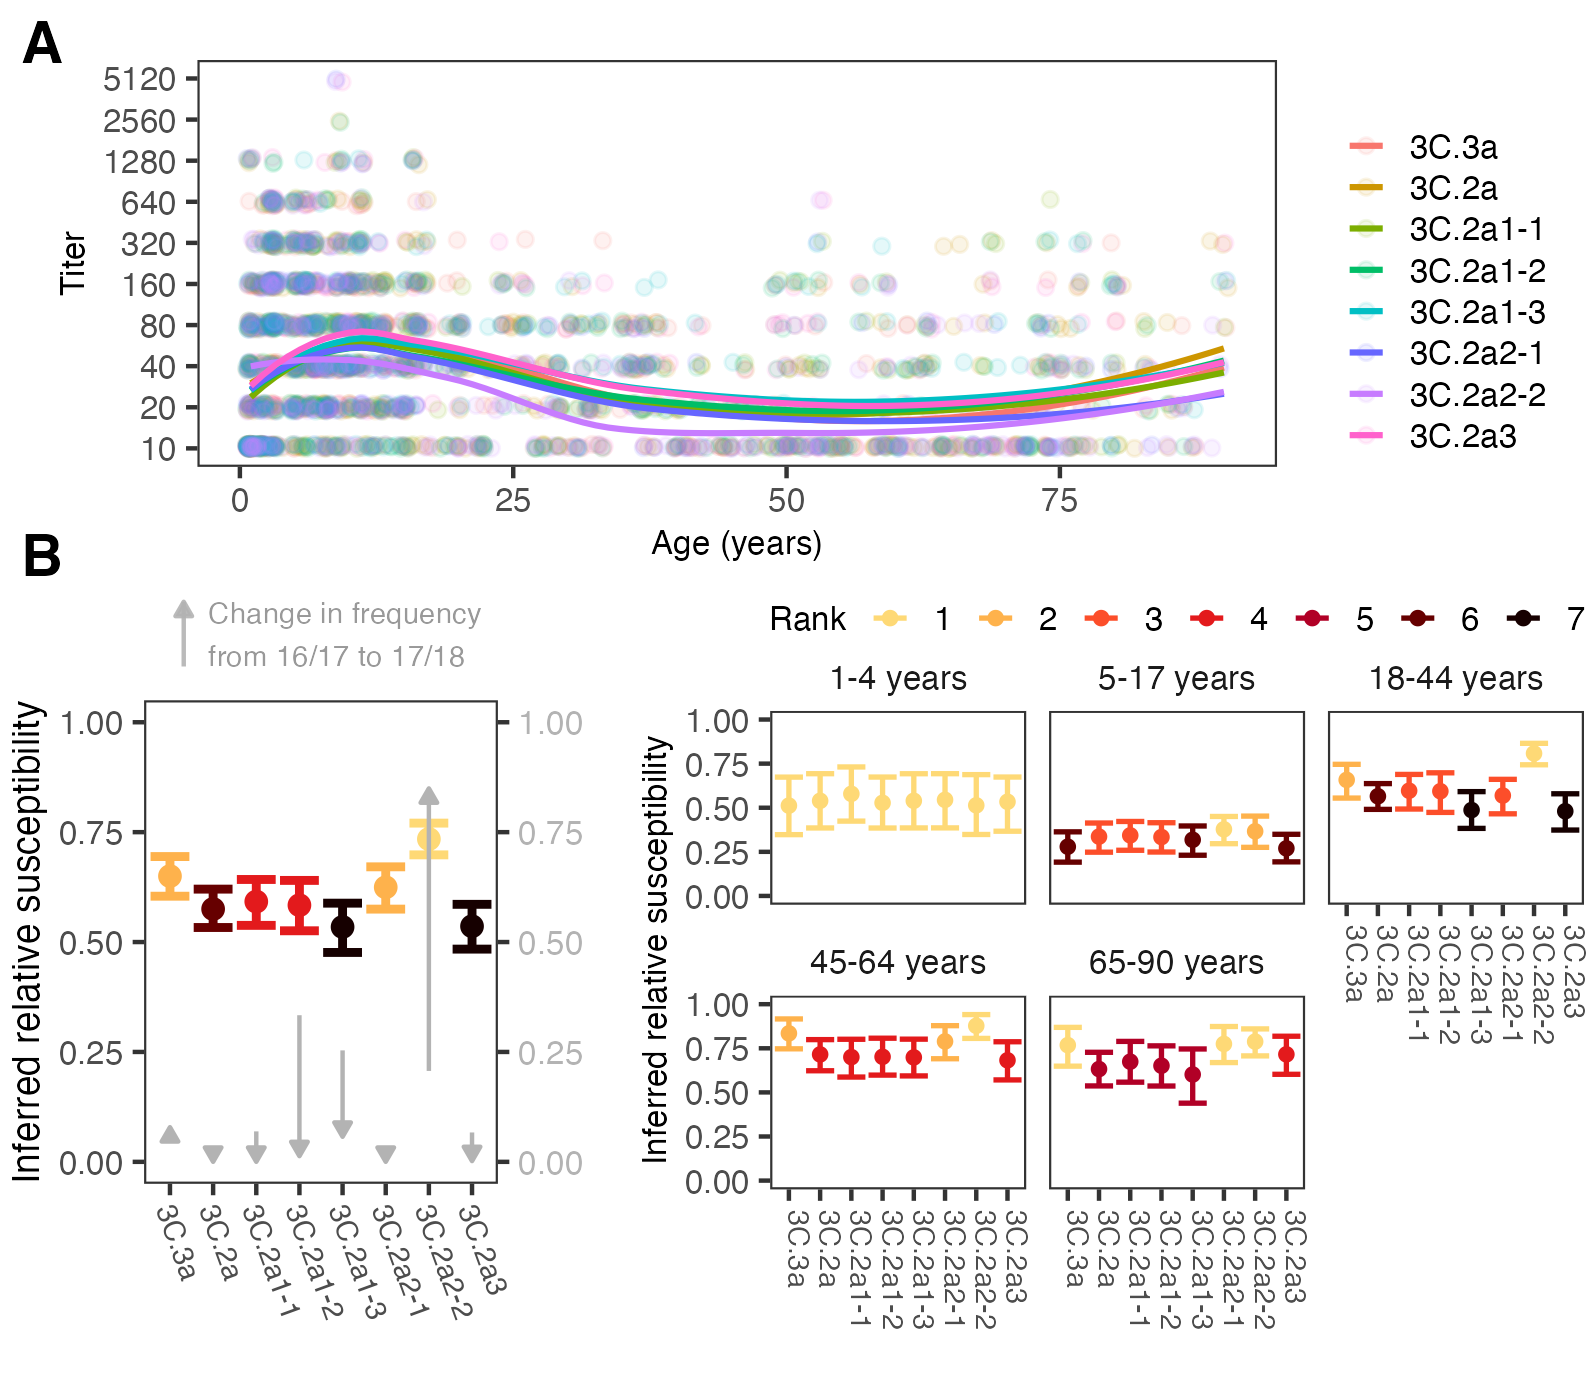 A
Titer
5120
2560
1280
640
320
160
80
40
20
10
0
25
50
75
Age (years)
3C.3a
3C.2a
3C.2a1-1
3C.2a1-2
3C.2a1-3
3C.2a2-1
3C.2a2-2
3C.2a3
B
Change in frequency
from 16/17 to 17/18
Inferred relative susceptibility
1.00
0.75
0.50
0.25
0.00
1.00
0.75
0.50
0.25
0.00
3C.3a
3C.2a
3C.2a1-1
3C.2a1-2
3C.2a1-3
3C.2a2-1
3C.2a2-2
3C.2a3
Rank 1 2 3 4 5 6 7
Inferred relative susceptibility
1-4 years
1.00
0.75
0.50
0.25
0.00
5-17 years
18-44 years
3C.3a
3C.2a
3C.2a1-1
3C.2a1-2
3C.2a1-3
3C.2a2-1
3C.2a2-2
3C.2a3
45-64 years
1.00
0.75
0.50
0.25
0.00
3C.3a
3C.2a
3C.2a1-1
3C.2a1-2
3C.2a1-3
3C.2a2-1
3C.2a2-2
3C.2a3
65-90 years
3C.3a
3C.2a
3C.2a1-1
3C.2a1-2
3C.2a1-3
3C.2a2-1
3C.2a2-2
3C.2a3